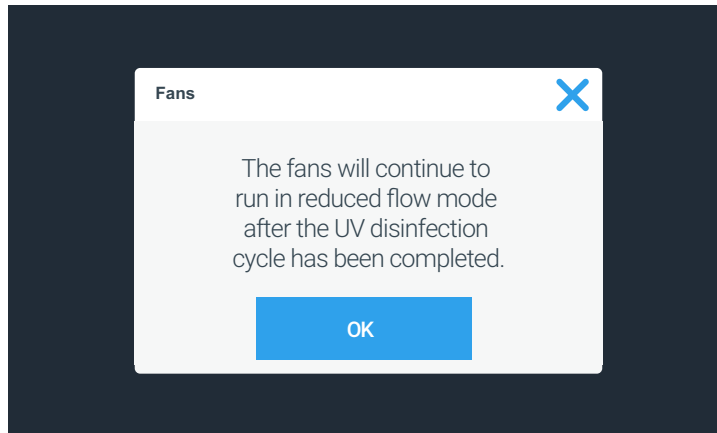 Fans
The fans will continue to
run in reduced flow mode
after the UV disinfection
cycle has been completed.
OK